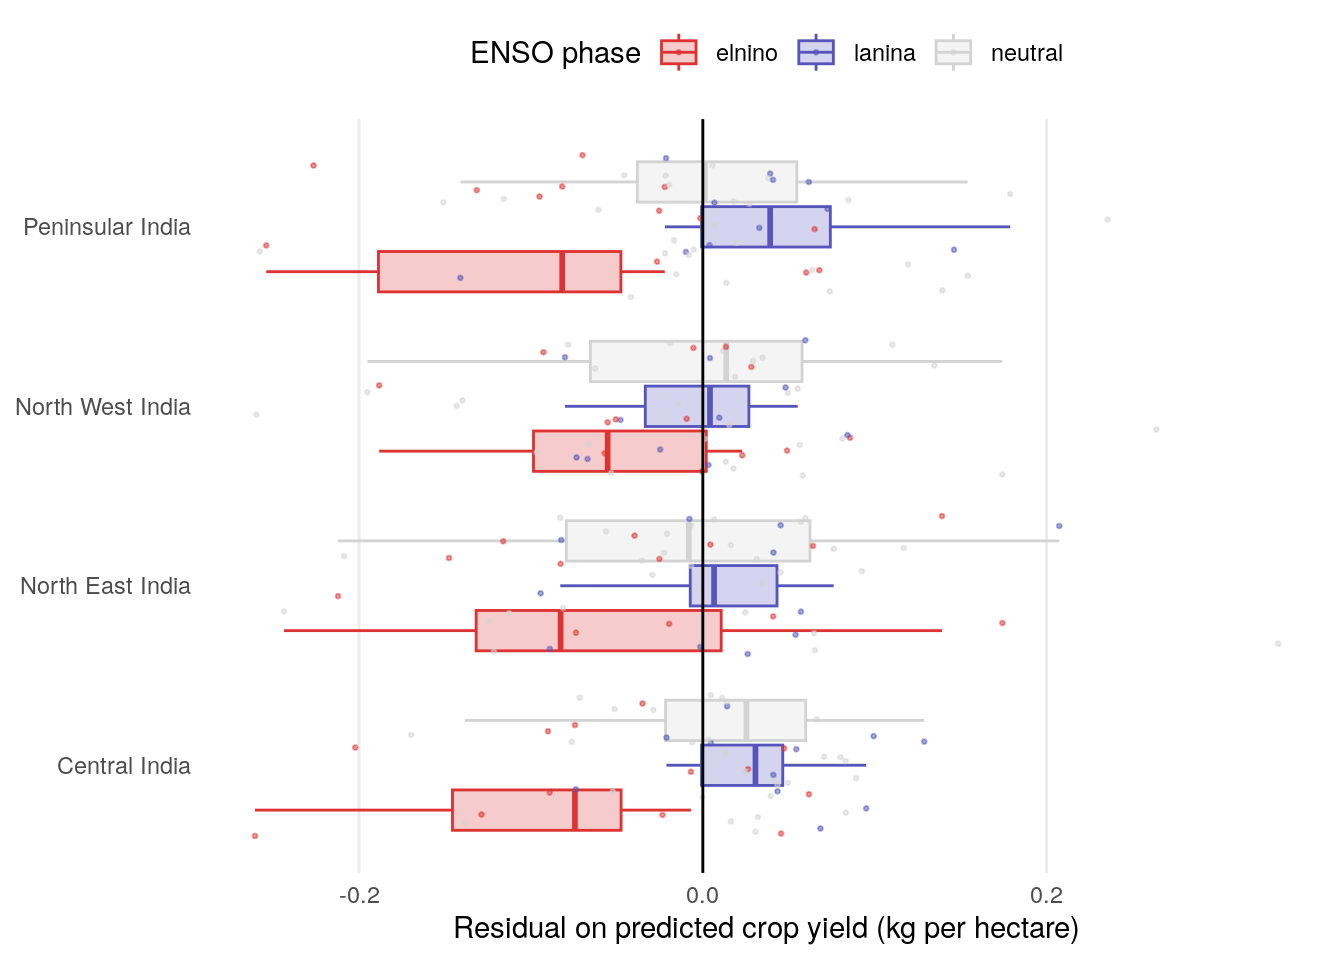 ENSO phase elnino lanina neutral
Peninsular India
North West India
North East India
Central India
-0.2 0.0 0.2
Residual on predicted crop yield (kg per hectare)